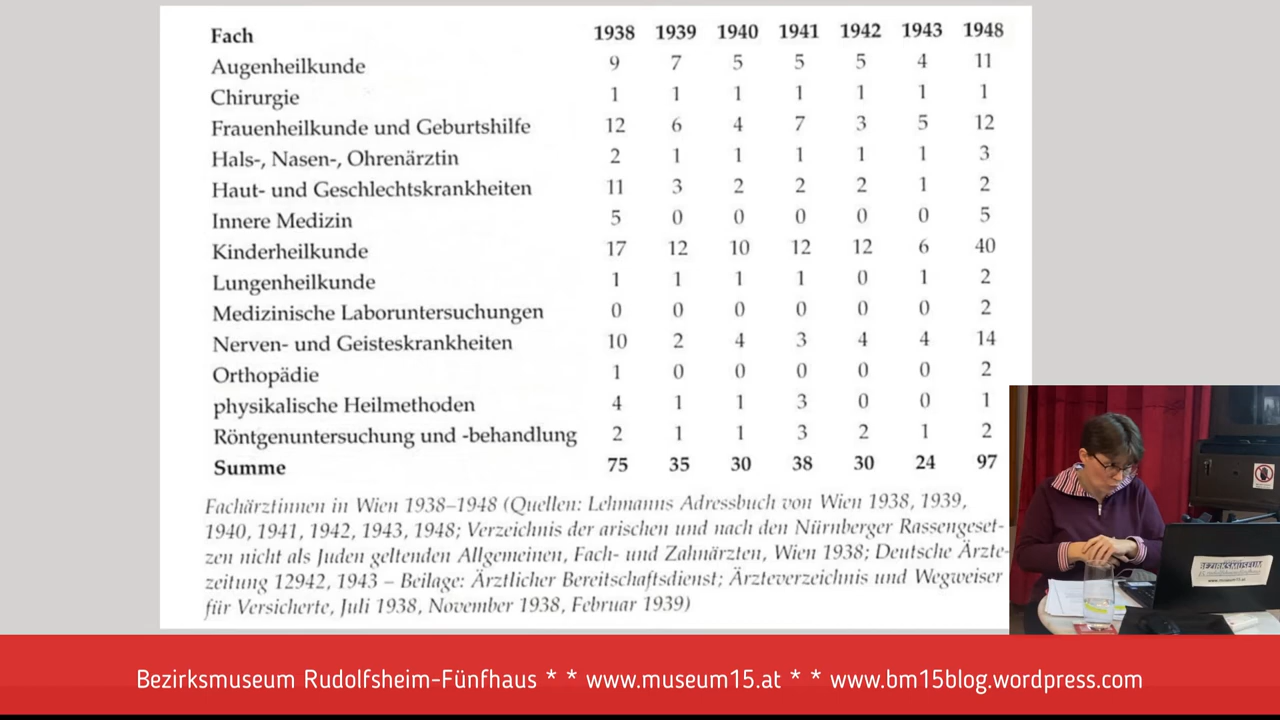 Fach 1938 1939 1940 1941 1942 1943 1948
Augenheilkunde 9 7 5 5 5 4 11
Chirurgie 1 1 1 1 1 1 1
Frauenheilkunde und Geburtshilfe 12 6 4 7 3 5 12
Hals-, Nasen-, Ohrenärztin 2 1 1 1 1 1 3
Haut- und Geschlechtskrankheiten 11 3 2 2 2 1 2
Innere Medizin 5 0 0 0 0 0 5
Kinderheilkunde 17 12 10 12 12 6 40
Lungenheilkunde 1 1 1 1 0 1 2
Medizinische Laboruntersuchungen 0 0 0 0 0 0 2
Nerven- und Geisteskrankheiten 10 2 4 3 4 4 14
Orthopädie 1 0 0 0 0 0 2
physikalische Heilmethoden 4 1 1 3 0 0 1
Röntgenuntersuchung und -behandlung 2 1 1 3 2 1 2
Summe 75 35 30 38 30 24 97
Fachärztinnen in Wien 1938–1948 (Quellen: Lehmanns Adressbuch von Wien 1938, 1939,
1940, 1941, 1942, 1943, 1948; Verzeichnis der arischen und nach den Nürnberger Rassengeset-
zen nicht als Juden geltenden Allgemeinen, Fach- und Zahnärzten, Wien 1938; Deutsche Ärzte-
zeitung 12942, 1943 – Beilage: Ärztlicher Bereitschaftsdienst; Ärzteverzeichnis und Wegweiser
für Versicherte, Juli 1938, November 1938, Februar 1939)
BEZIRKSMUSEUM
www.museum15.at
Bezirksmuseum Rudolfsheim-Fünfhaus * * www.museum15.at * * www.bm15blog.wordpress.com